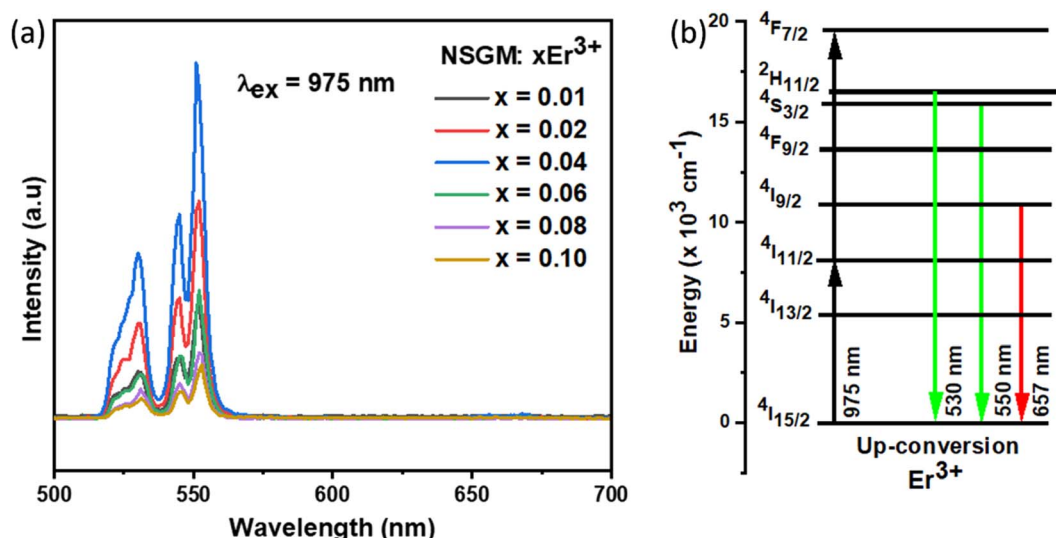 (a)
NSGM: xEr3+
λex = 975 nm
x = 0.01
x = 0.02
x = 0.04
x = 0.06
x = 0.08
x = 0.10
Intensity (a.u)
500 550 600 650 700
Wavelength (nm)
(b)
20
15
10
5
0
Energy (x 10³ cm⁻¹)
4F7/2
2H11/2
4S3/2
4F9/2
4I9/2
4I11/2
4I13/2
4I15/2
975 nm
530 nm
550 nm
657 nm
Up-conversion
Er3+